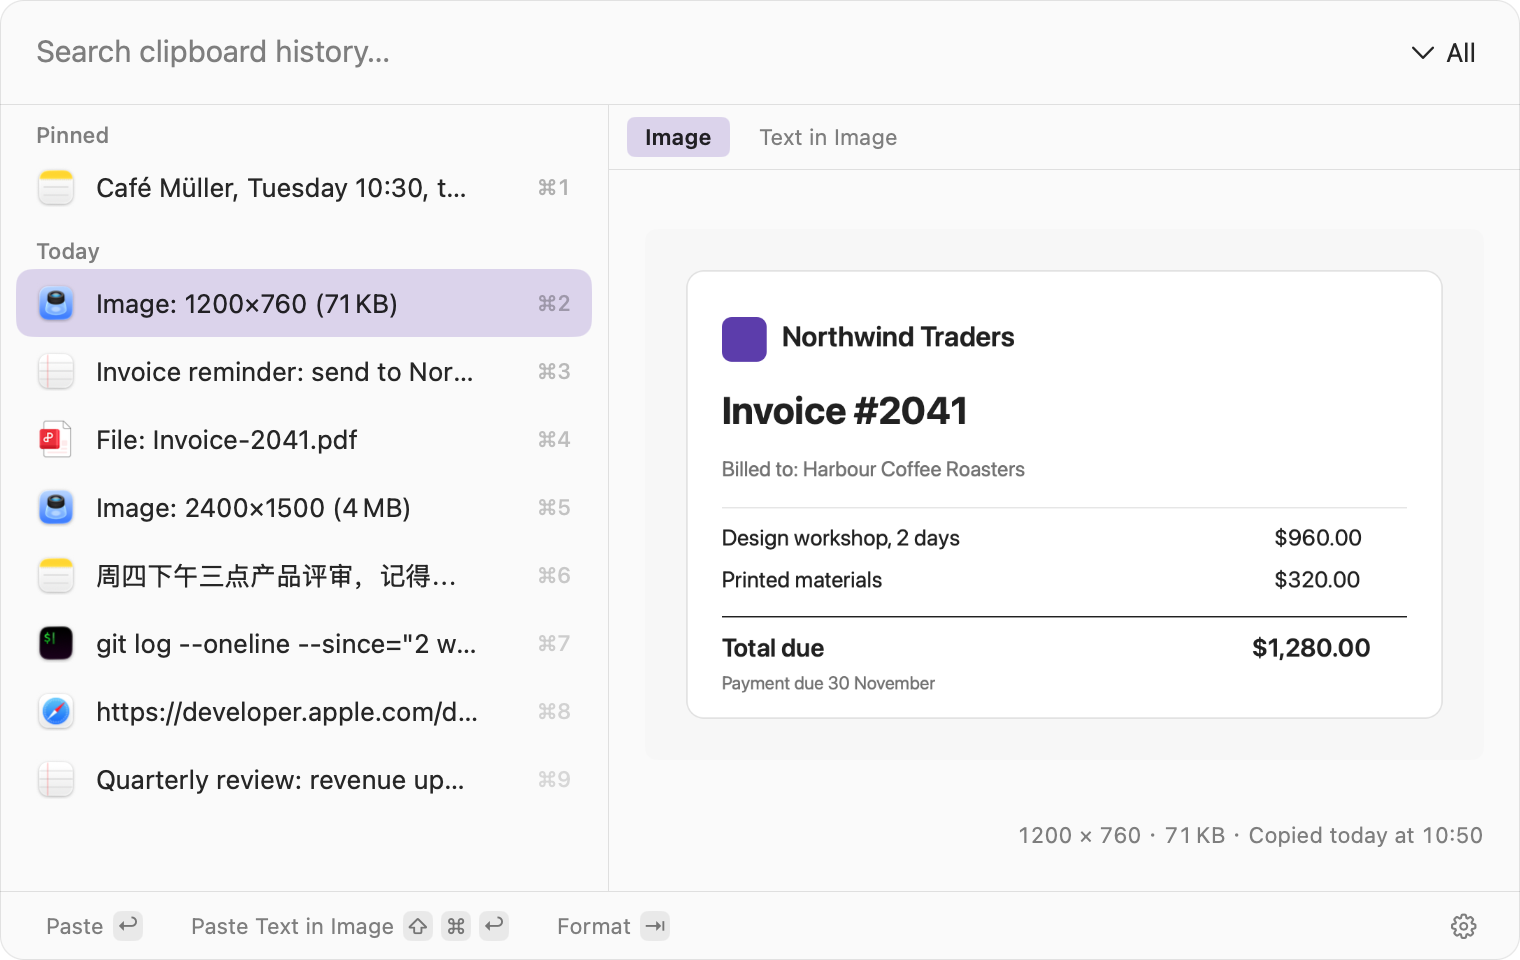 Search clipboard history...
All
Pinned
Café Müller, Tuesday 10:30, t...
⌘1
Today
Image: 1200×760 (71 KB)
⌘2
Invoice reminder: send to Nor...
⌘3
File: Invoice-2041.pdf
⌘4
Image: 2400×1500 (4 MB)
⌘5
周四下午三点产品评审，记得...
⌘6
$|
git log --oneline --since="2 w...
⌘7
https://developer.apple.com/d...
⌘8
Quarterly review: revenue up...
⌘9
Image Text in Image
Northwind Traders
Invoice #2041
Billed to: Harbour Coffee Roasters
Design workshop, 2 days $960.00
Printed materials $320.00
Total due $1,280.00
Payment due 30 November
1200 × 760 · 71 KB · Copied today at 10:50
Paste ↩ Paste Text in Image ⇧ ⌘ ↩ Format ⇥